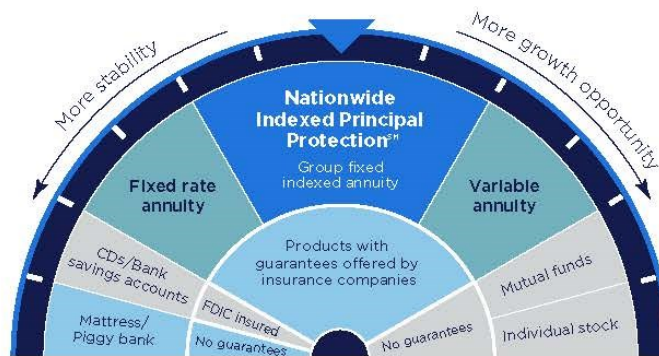 More stability
More growth opportunity
Nationwide
Indexed Principal
Protection℠
Group fixed
indexed annuity
Fixed rate
annuity
Variable
annuity
Products with
guarantees offered by
insurance companies
CDs/Bank
savings accounts
FDIC insured
Mattress/
Piggy bank
No guarantees
No guarantees
Mutual funds
Individual stock